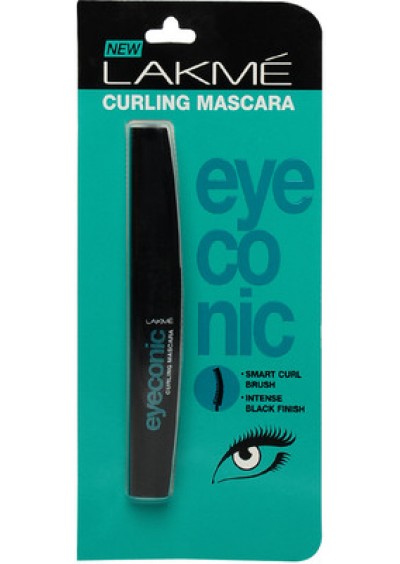 NEW
LAKMÉ
CURLING MASCARA
eye
co
nic
• SMART CURL
BRUSH
• INTENSE
BLACK FINISH
LAKMÉ
eyeconic
CURLING MASCARA